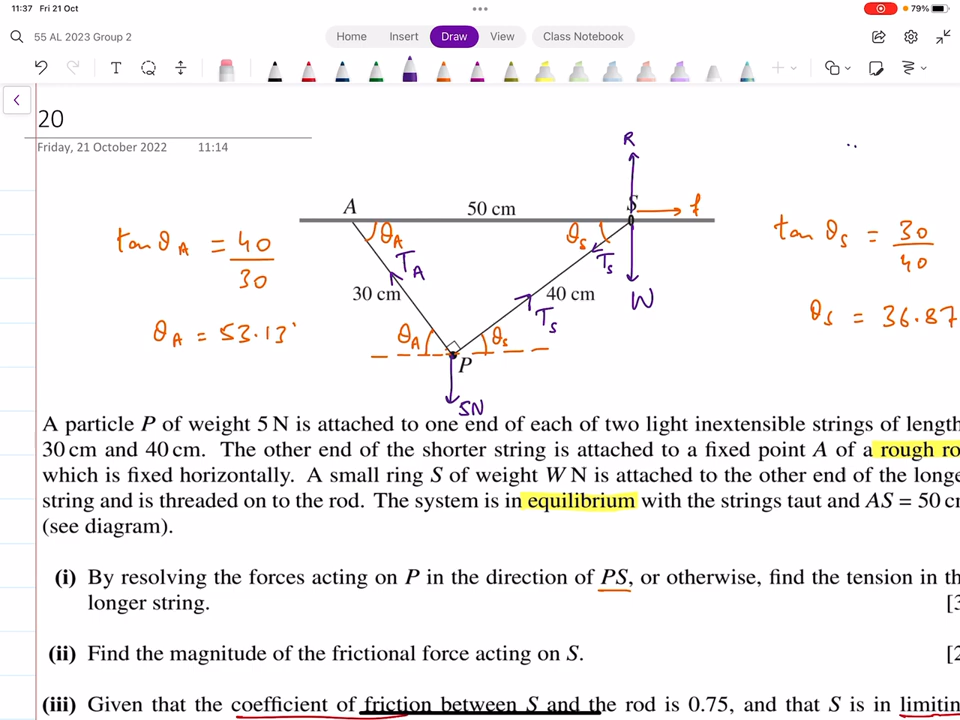 11:37 Fri 21 Oct
79%
55 AL 2023 Group 2
Home Insert Draw View Class Notebook
20
Friday, 21 October 2022 11:14
R
A 50 cm S f
θA θS
tan θA = 40/30
tan θS = 30/40
TA TS
30 cm 40 cm W
TS
θA = 53.13°
θS = 36.87
θA θS
P
5N
A particle P of weight 5 N is attached to one end of each of two light inextensible strings of length
30 cm and 40 cm. The other end of the shorter string is attached to a fixed point A of a rough ro
which is fixed horizontally. A small ring S of weight W N is attached to the other end of the longe
string and is threaded on to the rod. The system is in equilibrium with the strings taut and AS = 50 cm
(see diagram).
(i) By resolving the forces acting on P in the direction of PS, or otherwise, find the tension in th
longer string. [3
(ii) Find the magnitude of the frictional force acting on S. [2
(iii) Given that the coefficient of friction between S and the rod is 0.75, and that S is in limitin